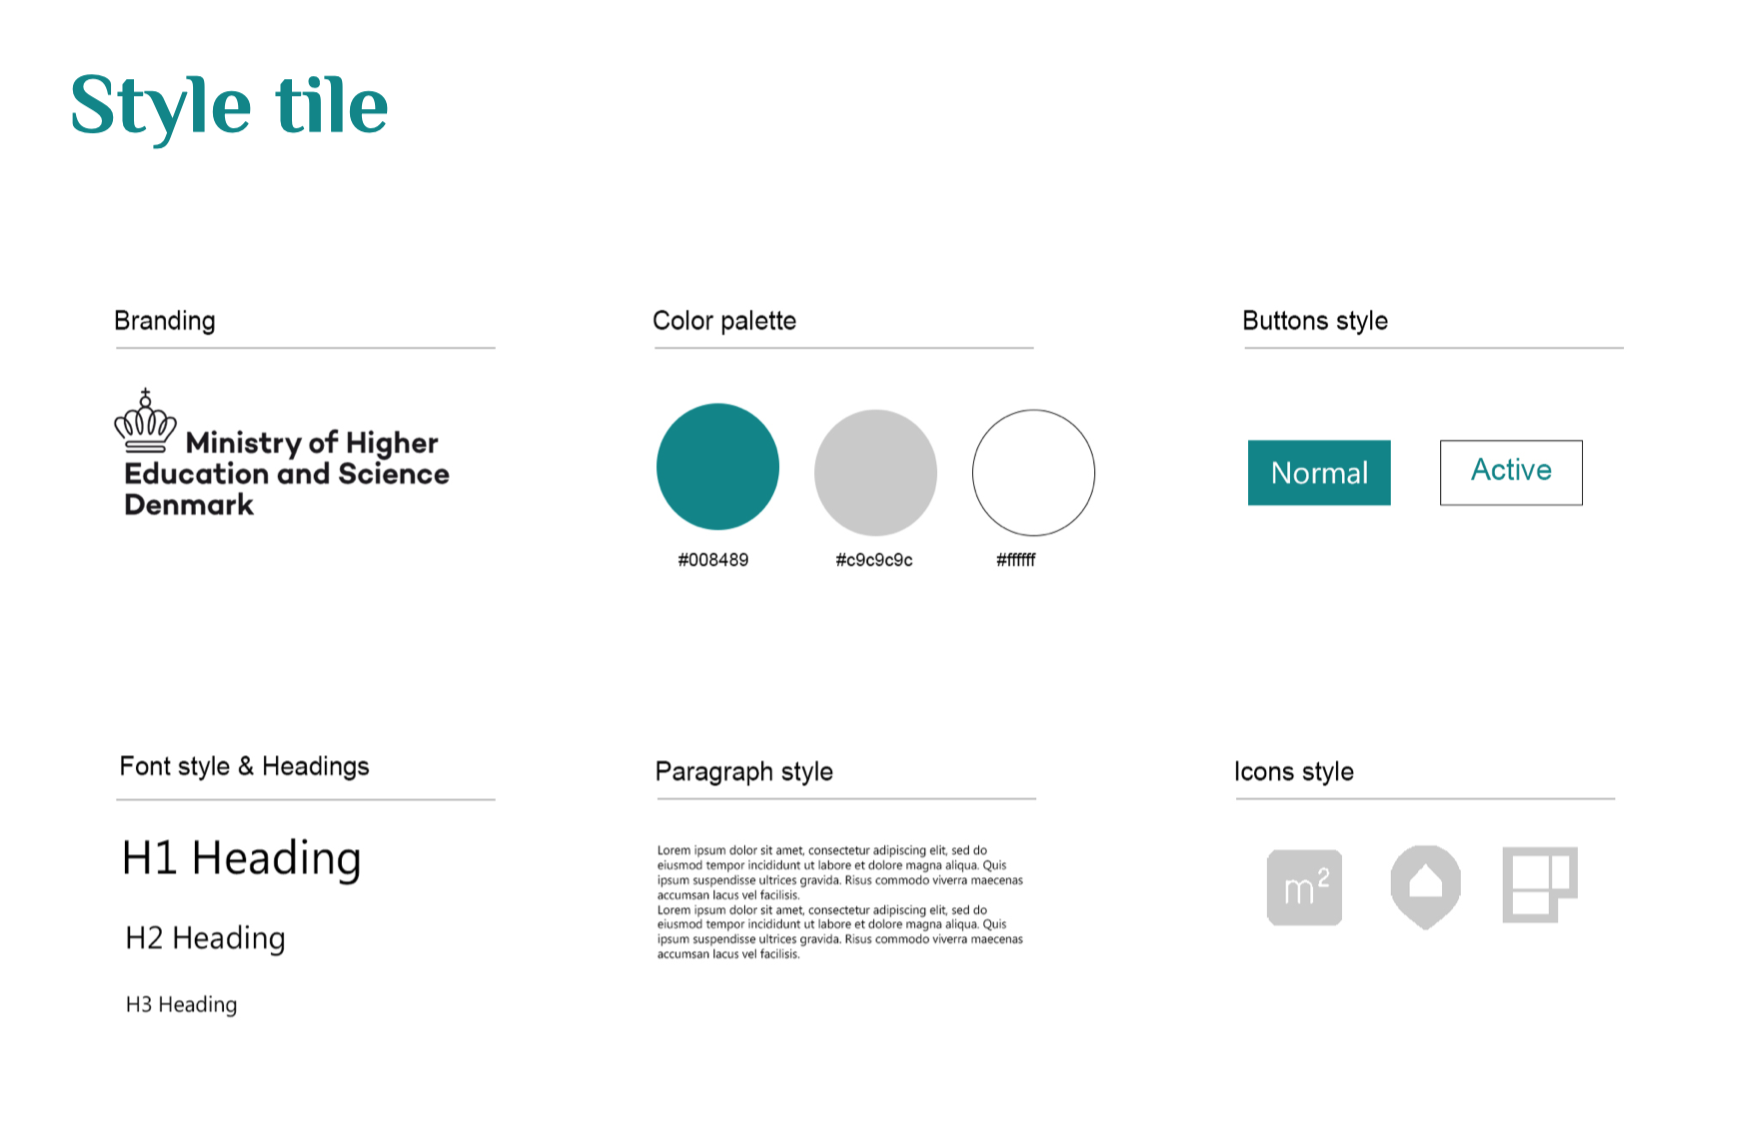 Style tile
Branding
Ministry of Higher
Education and Science
Denmark
Color palette
#008489
#c9c9c9c
#ffffff
Buttons style
Normal
Active
Font style & Headings
H1 Heading
H2 Heading
H3 Heading
Paragraph style
Lorem ipsum dolor sit amet, consectetur adipiscing elit, sed do
eiusmod tempor incididunt ut labore et dolore magna aliqua. Quis
ipsum suspendisse ultrices gravida. Risus commodo viverra maecenas
accumsan lacus vel facilisis.
Lorem ipsum dolor sit amet, consectetur adipiscing elit, sed do
eiusmod tempor incididunt ut labore et dolore magna aliqua. Quis
ipsum suspendisse ultrices gravida. Risus commodo viverra maecenas
accumsan lacus vel facilisis.
Icons style
m²